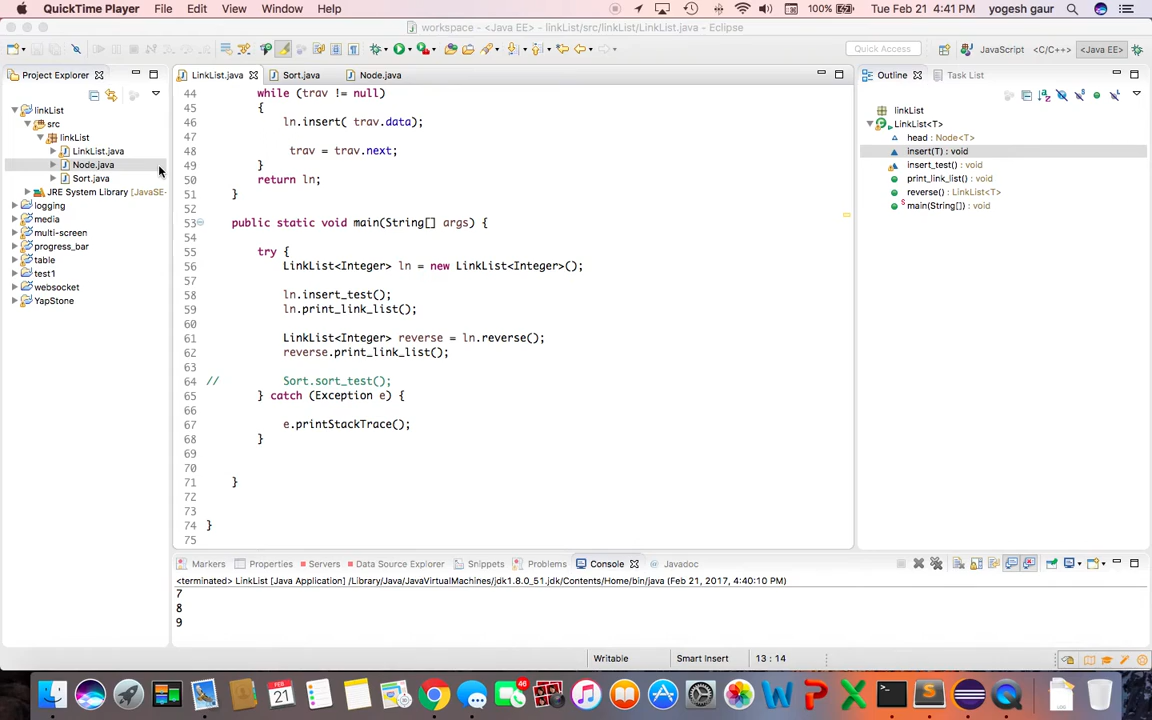 QuickTime Player File Edit View Window Help 100% Tue Feb 21 4:41 PM yogesh gaur
workspace - (Java EE) - linkList/src/linkList/LinkList.java - Eclipse
Quick Access JavaScript <C/C++> <Java EE>
Project Explorer
linkList
src
linkList
LinkList.java
Node.java
Sort.java
JRE System Library [JavaSE-
logging
media
multi-screen
progress_bar
table
test1
websocket
YapStone
LinkList.java Sort.java Node.java
44 while (trav != null)
45 {
46 ln.insert( trav.data);
47
48 trav = trav.next;
49 }
50 return ln;
51 }
52
53 public static void main(String[] args) {
54
55 try {
56 LinkList<Integer> ln = new LinkList<Integer>();
57
58 ln.insert_test();
59 ln.print_link_list();
60
61 LinkList<Integer> reverse = ln.reverse();
62 reverse.print_link_list();
63
64 // Sort.sort_test();
65 } catch (Exception e) {
66
67 e.printStackTrace();
68 }
69
70
71 }
72
73
74 }
75
Outline Task List
linkList
LinkList<T>
head : Node<T>
insert(T) : void
insert_test() : void
print_link_list() : void
reverse() : LinkList<T>
main(String[]) : void
Markers Properties Servers Data Source Explorer Snippets Problems Console Javadoc
<terminated> LinkList [Java Application] /Library/Java/JavaVirtualMachines/jdk1.8.0_51.jdk/Contents/Home/bin/java (Feb 21, 2017, 4:40:10 PM)
7
8
9
Writable Smart Insert 13 : 14
46
FEB
21